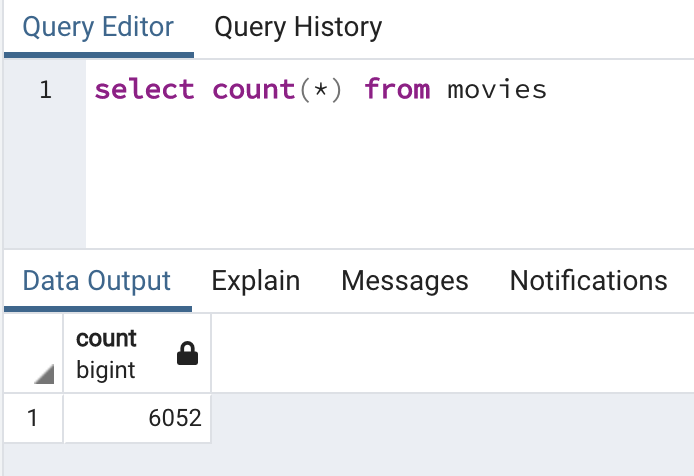 Query Editor Query History
1 select count(*) from movies
Data Output Explain Messages Notifications
count
bigint
1 6052